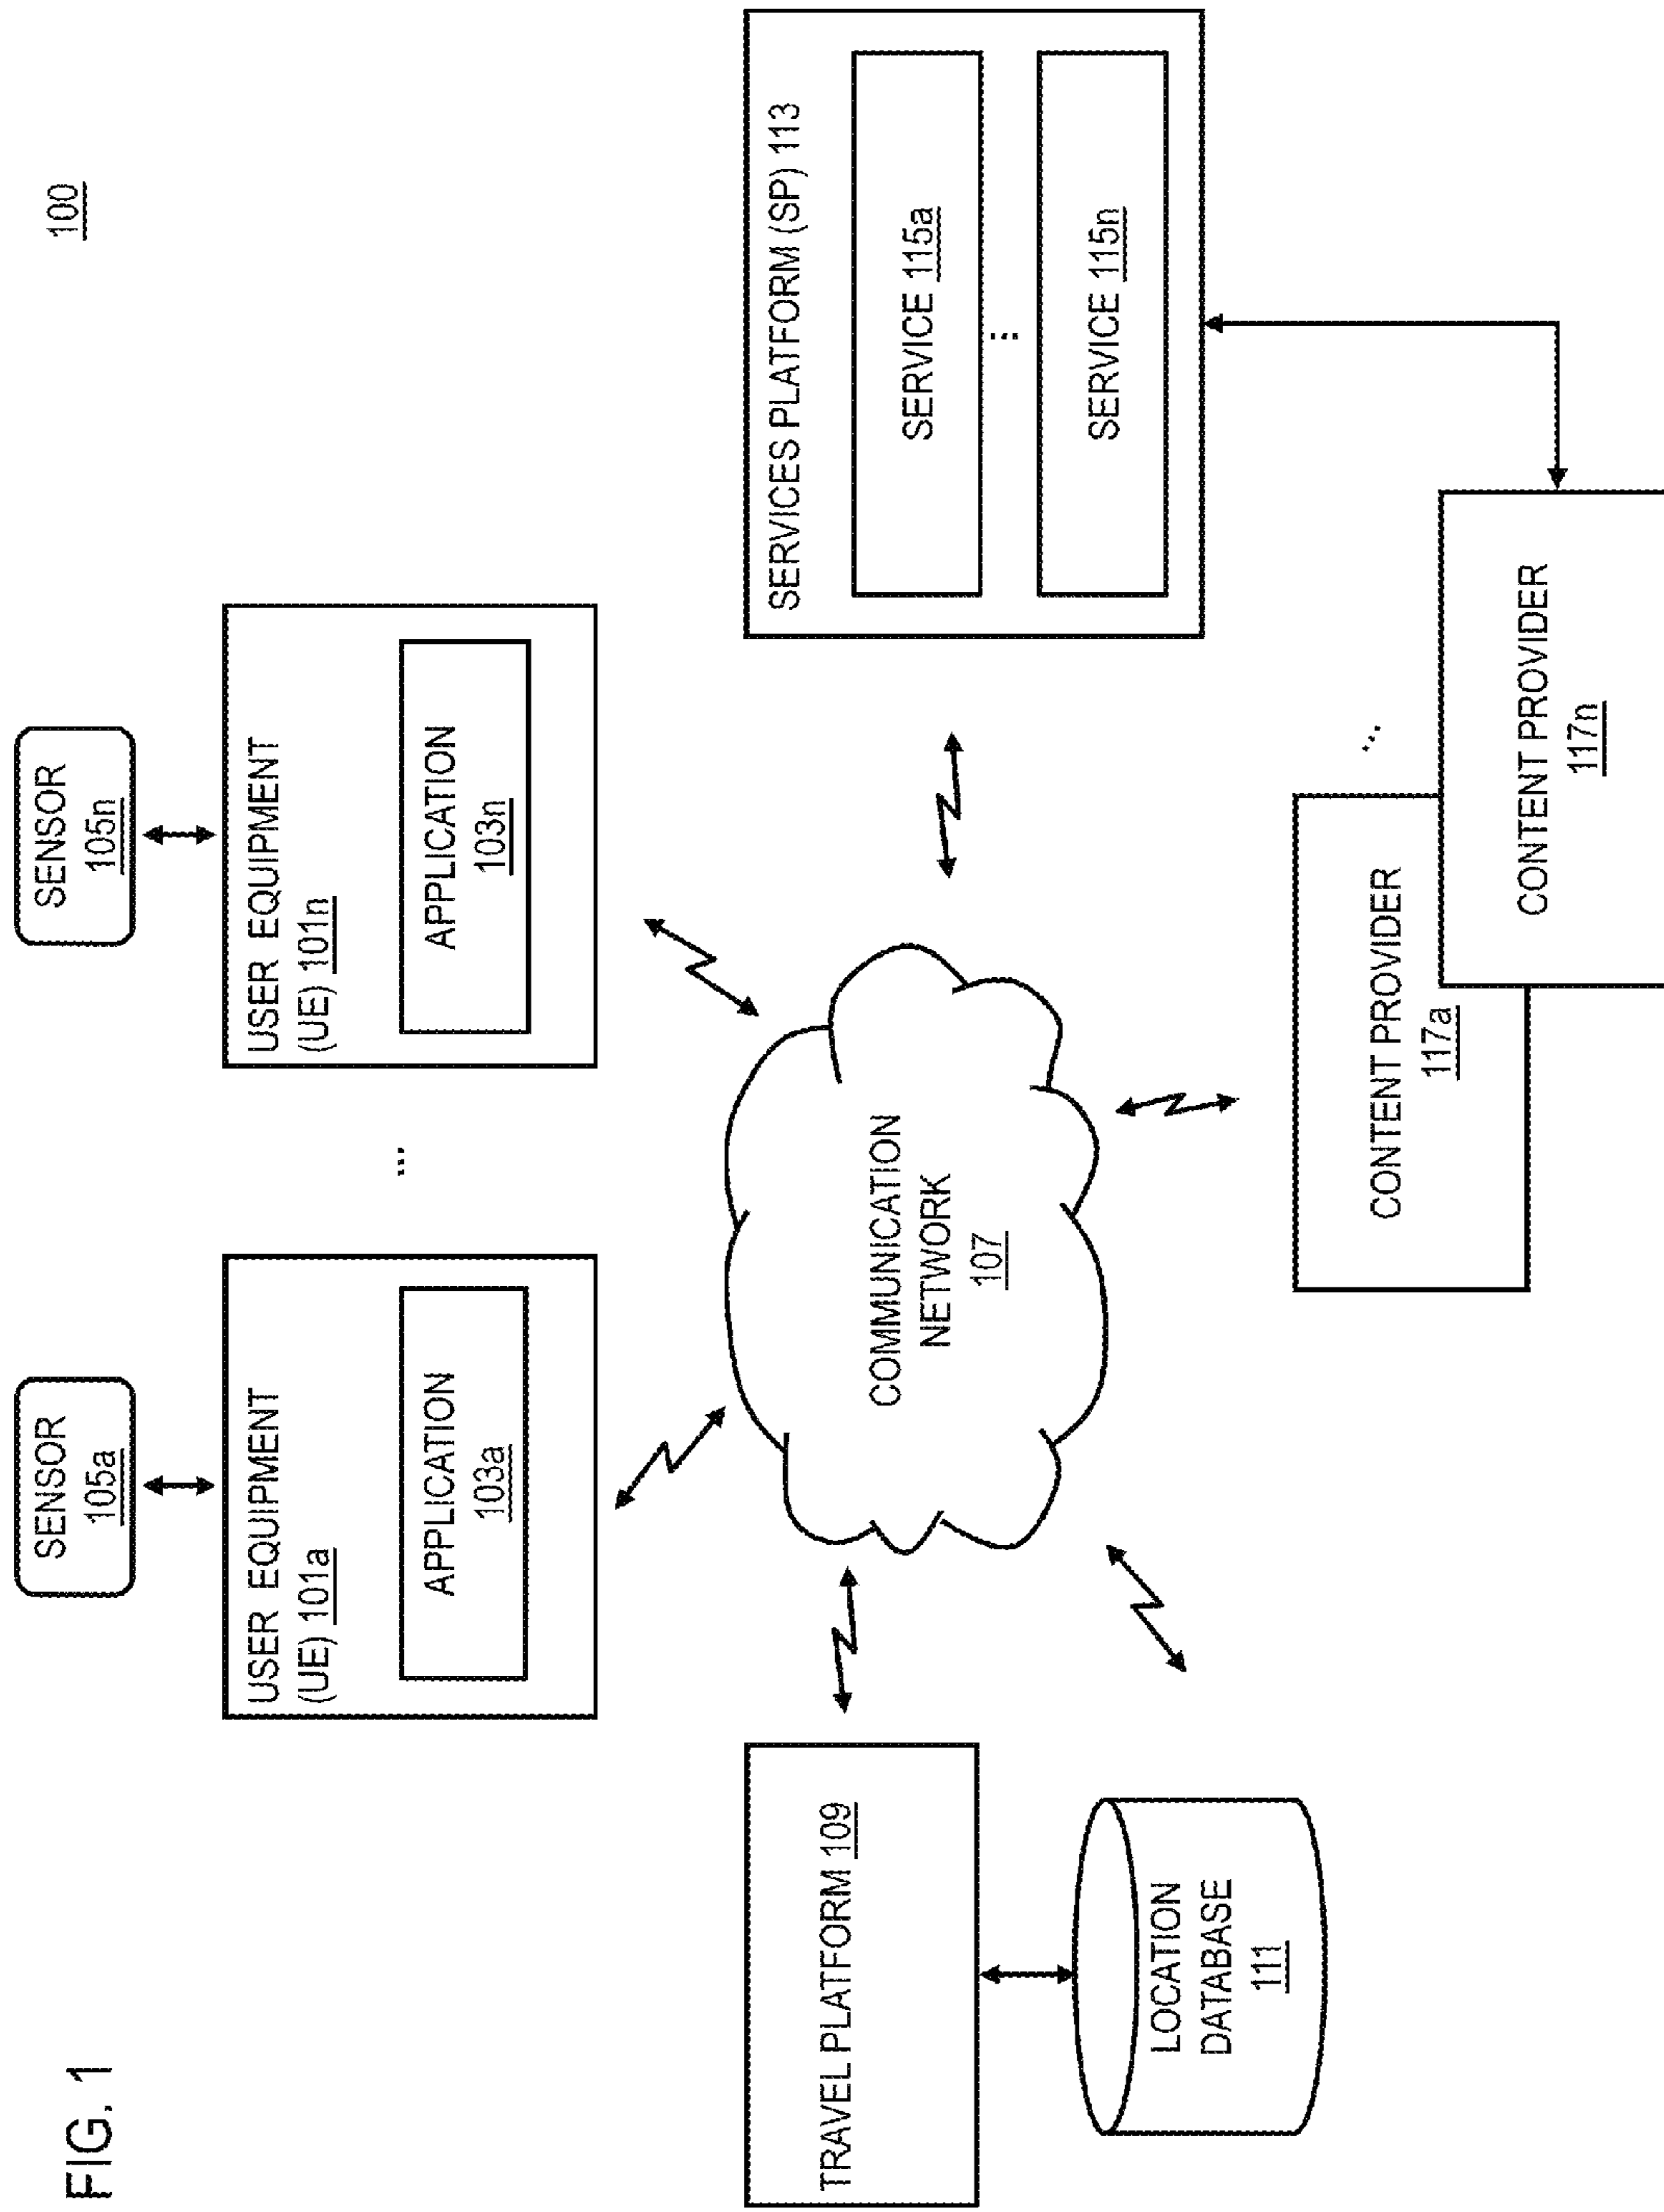 FIG. 1
100
SENSOR
105a
SENSOR
105n
USER EQUIPMENT
(UE) 101a
APPLICATION
103a
...
USER EQUIPMENT
(UE) 101n
APPLICATION
103n
TRAVEL PLATFORM 109
LOCATION
DATABASE
111
COMMUNICATION
NETWORK
107
SERVICES PLATFORM (SP) 113
SERVICE 115a
...
SERVICE 115n
CONTENT PROVIDER
117a
...
CONTENT PROVIDER
117n